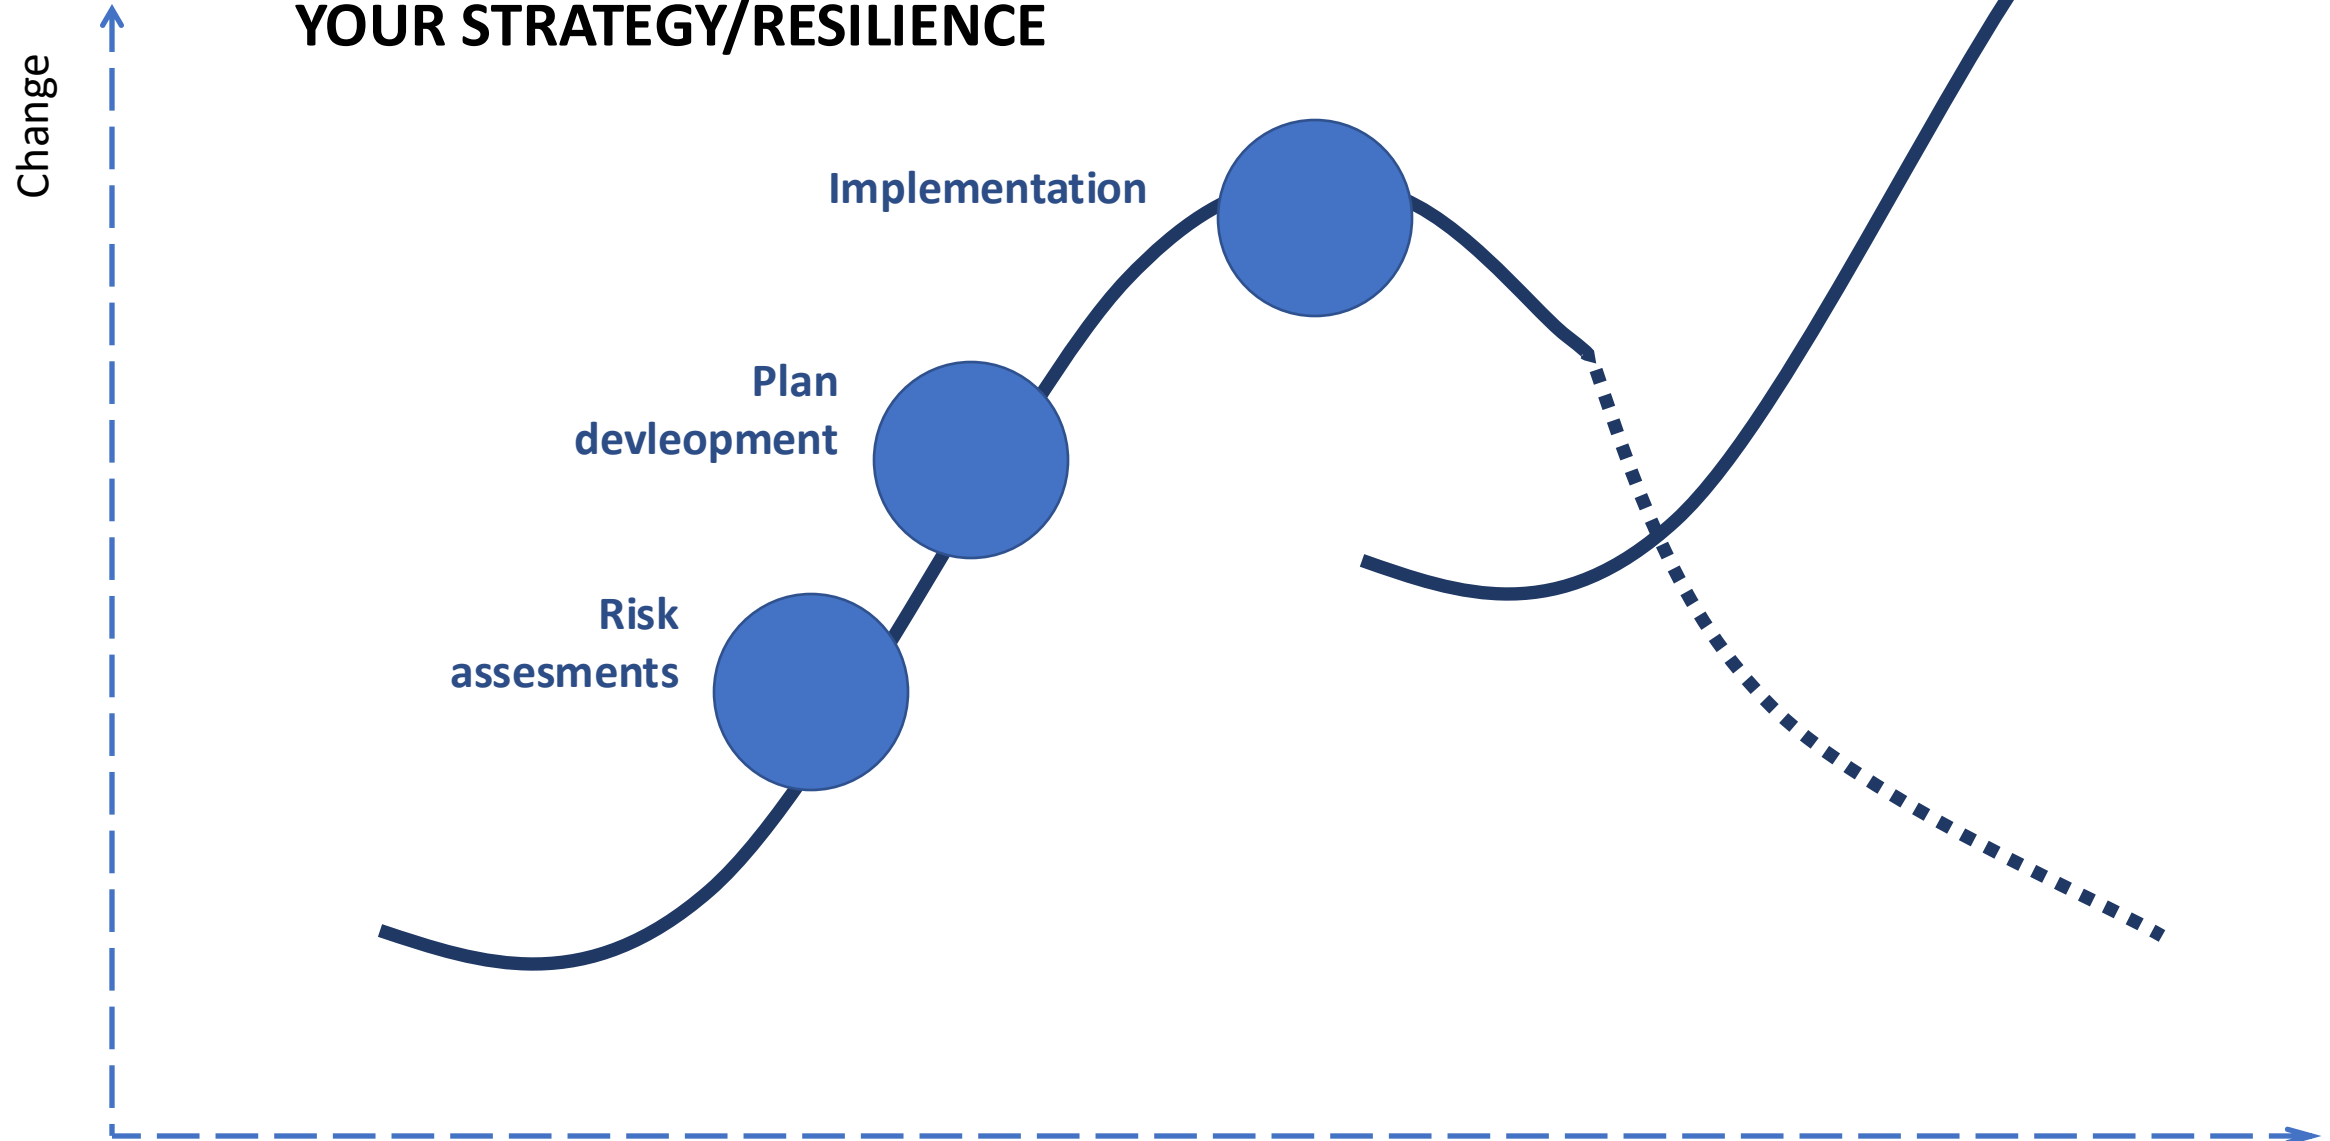 YOUR STRATEGY/RESILIENCE
Change
Implementation
Plan
devleopment
Risk
assesments